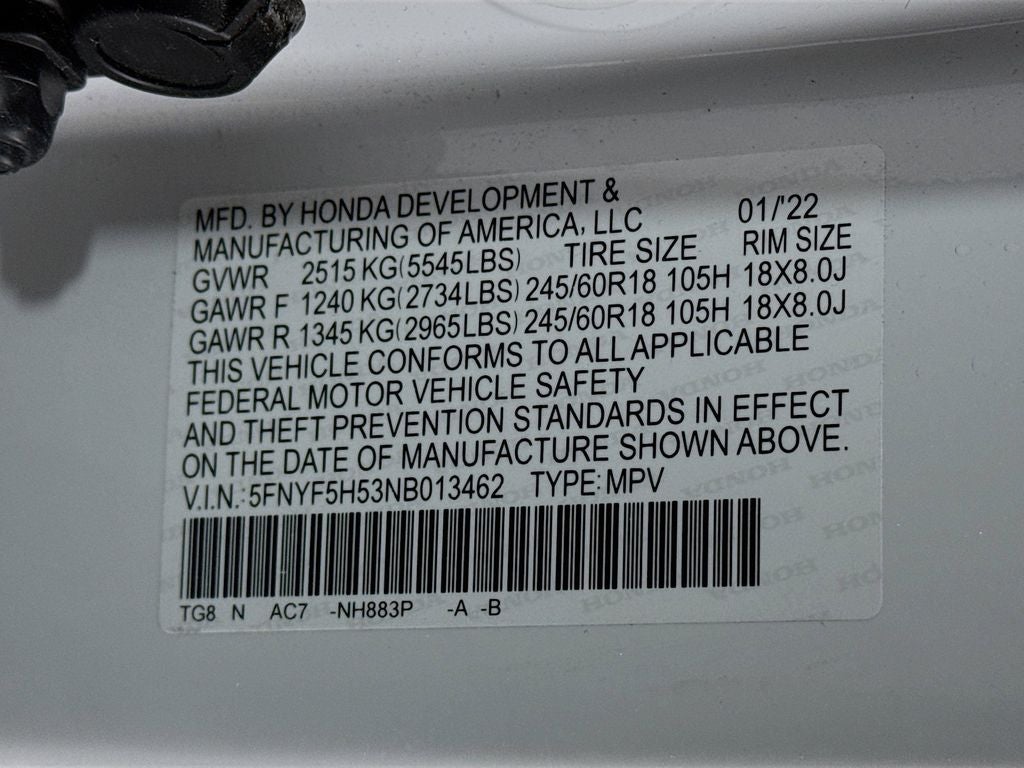 MFD. BY HONDA DEVELOPMENT &
MANUFACTURING OF AMERICA, LLC 01/'22
GVWR 2515 KG(5545LBS) TIRE SIZE RIM SIZE
GAWR F 1240 KG(2734LBS) 245/60R18 105H 18X8.0J
GAWR R 1345 KG(2965LBS) 245/60R18 105H 18X8.0J
THIS VEHICLE CONFORMS TO ALL APPLICABLE
FEDERAL MOTOR VEHICLE SAFETY
AND THEFT PREVENTION STANDARDS IN EFFECT
ON THE DATE OF MANUFACTURE SHOWN ABOVE.
V.I.N.: 5FNYF5H53NB013462 TYPE: MPV
TG8 N AC7 -NH883P -A -B